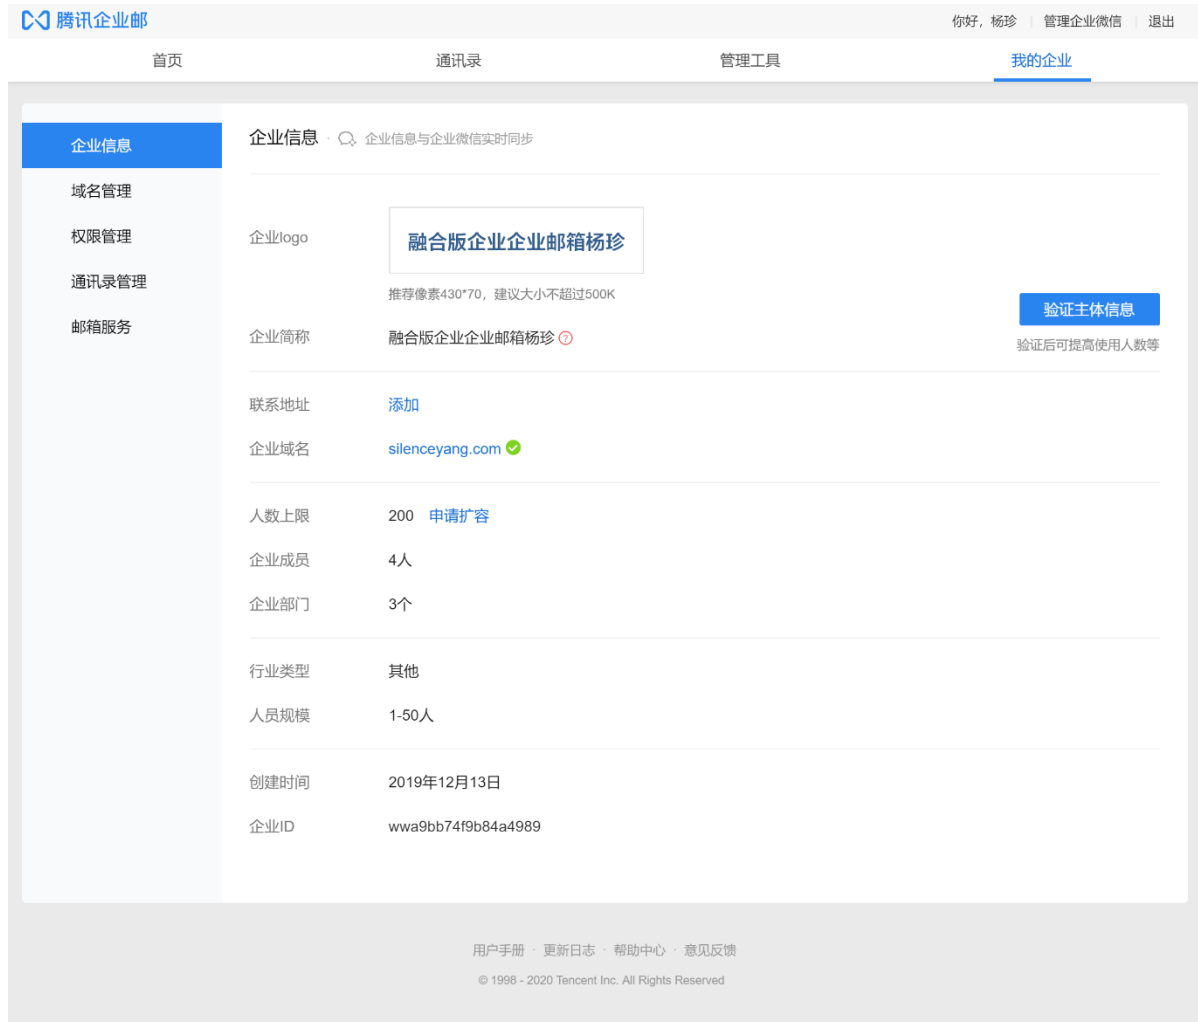 腾讯企业邮
你好，杨珍 管理企业微信 退出
首页 通讯录 管理工具 我的企业
企业信息
域名管理
权限管理
通讯录管理
邮箱服务
企业信息 · 企业信息与企业微信实时同步
企业logo
融合版企业企业邮箱杨珍
推荐像素430*70，建议大小不超过500K
企业简称 融合版企业企业邮箱杨珍
验证主体信息
验证后可提高使用人数等
联系地址 添加
企业域名 silenceyang.com
人数上限 200 申请扩容
企业成员 4人
企业部门 3个
行业类型 其他
人员规模 1-50人
创建时间 2019年12月13日
企业ID wwa9bb74f9b84a4989
用户手册 · 更新日志 · 帮助中心 · 意见反馈
© 1998 - 2020 Tencent Inc. All Rights Reserved